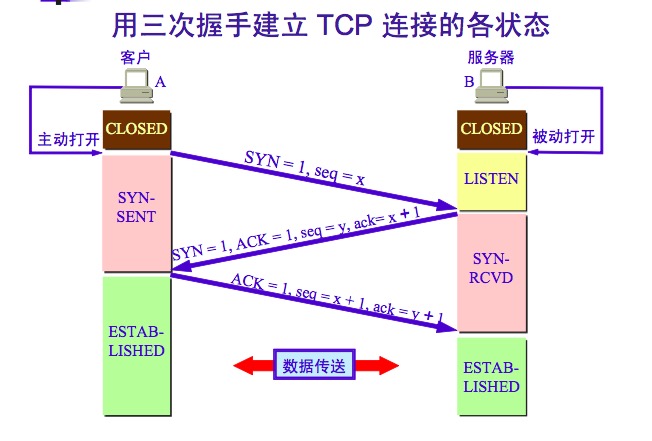 用三次握手建立 TCP 连接的各状态
客户
服务器
A
B
CLOSED
CLOSED
主动打开
被动打开
SYN = 1, seq = x
LISTEN
SYN-
SENT
SYN = 1, ACK = 1, seq = y, ack= x + 1
SYN-
RCVD
ACK = 1, seq = x + 1, ack = y + 1
ESTAB-
LISHED
数据传送
ESTAB-
LISHED